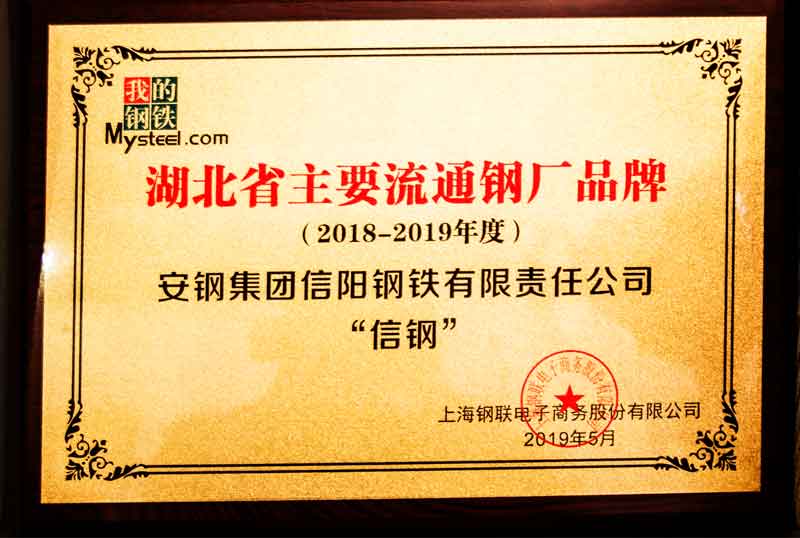 我的
钢铁
Mysteel.com
湖北省主要流通钢厂品牌
（2018-2019年度）
安钢集团信阳钢铁有限责任公司
“信钢”
上海钢联电子商务股份有限公司
2019年5月